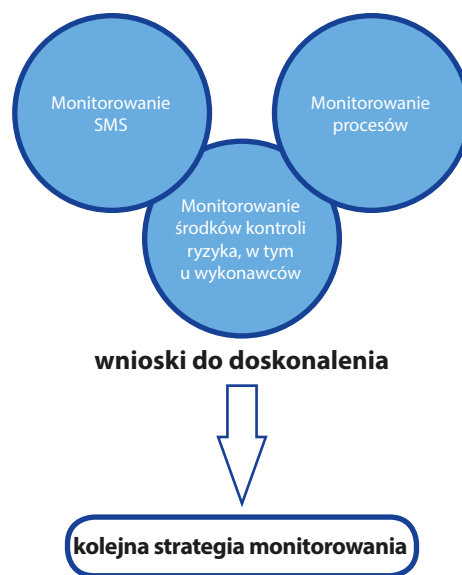 Monitorowanie
SMS
Monitorowanie
procesów
Monitorowanie
środków kontroli
ryzyka, w tym
u wykonawców
wnioski do doskonalenia
kolejna strategia monitorowania